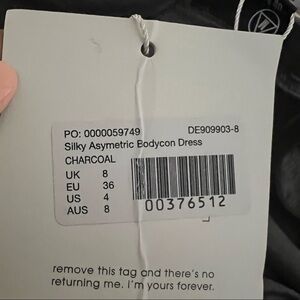 PO: 0000059749 DE909903-8
Silky Asymetric Bodycon Dress
CHARCOAL
UK 8
EU 36
US 4
AUS 8
00376512
remove this tag and there's no
returning me. I'm yours forever.